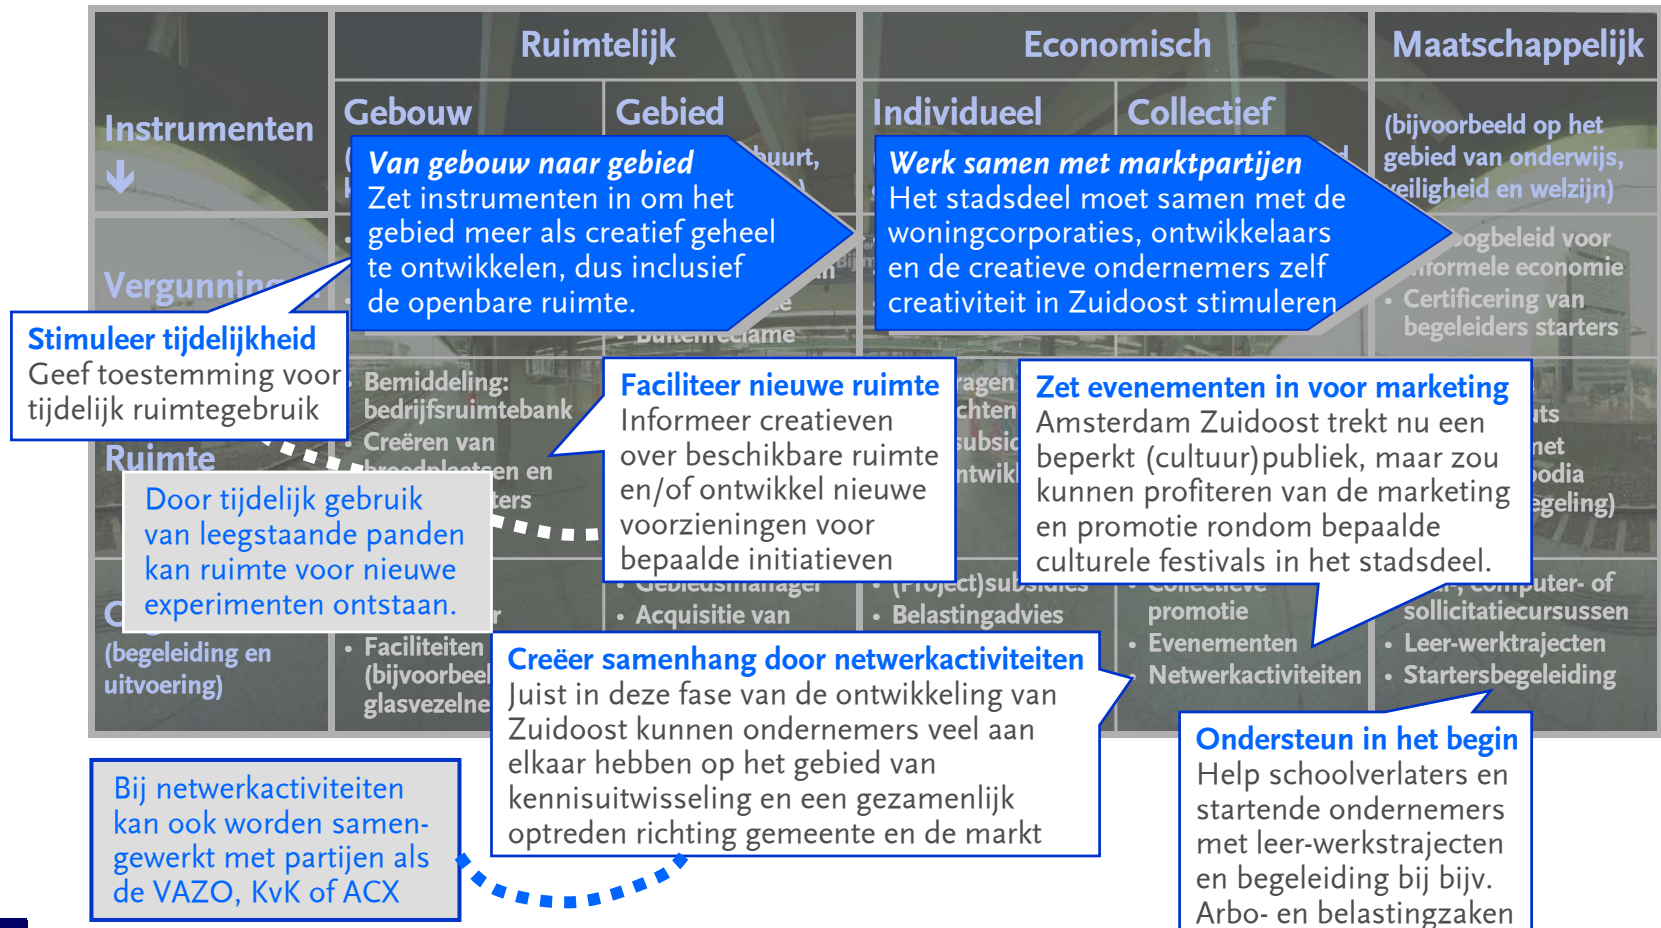 Ruimtelijk
Economisch
Maatschappelijk
Instrumenten
Gebouw
Gebied
Individueel
Collectief
(bijvoorbeeld op het
gebied van onderwijs,
veiligheid en welzijn)
buurt,
Van gebouw naar gebied
Zet instrumenten in om het
gebied meer als creatief geheel
te ontwikkelen, dus inclusief
de openbare ruimte.
Werk samen met marktpartijen
Het stadsdeel moet samen met de
woningcorporaties, ontwikkelaars
en de creatieve ondernemers zelf
creativiteit in Zuidoost stimuleren
voor
informele economie
• Certificering van
begeleiders starters
• Buitenreclame
Stimuleer tijdelijkheid
Geef toestemming voor
tijdelijk ruimtegebruik
Ruimte
• Bemiddeling:
bedrijfsruimtebank
• Creëren van
broedplaatsen en
Faciliteer nieuwe ruimte
Informeer creatieven
over beschikbare ruimte
en/of ontwikkel nieuwe
voorzieningen voor
bepaalde initiatieven
Zet evenementen in voor marketing
Amsterdam Zuidoost trekt nu een
beperkt (cultuur)publiek, maar zou
kunnen profiteren van de marketing
en promotie rondom bepaalde
culturele festivals in het stadsdeel.
Door tijdelijk gebruik
van leegstaande panden
kan ruimte voor nieuwe
experimenten ontstaan.
(begeleiding en
uitvoering)
• Faciliteiten
• Gebiedsmanager
• Acquisitie van
• (Project)subsidies
• Belastingadvies
• Collectieve
promotie
• Evenementen
• Netwerkactiviteiten
computer- of
sollicitatiecursussen
• Leer-werktrajecten
• Startersbegeleiding
Creëer samenhang door netwerkactiviteiten
Juist in deze fase van de ontwikkeling van
Zuidoost kunnen ondernemers veel aan
elkaar hebben op het gebied van
kennisuitwisseling en een gezamenlijk
optreden richting gemeente en de markt
Ondersteun in het begin
Help schoolverlaters en
startende ondernemers
met leer-werkstrajecten
en begeleiding bij bijv.
Arbo- en belastingzaken
Bij netwerkactiviteiten
kan ook worden samen-
gewerkt met partijen als
de VAZO, KvK of ACX